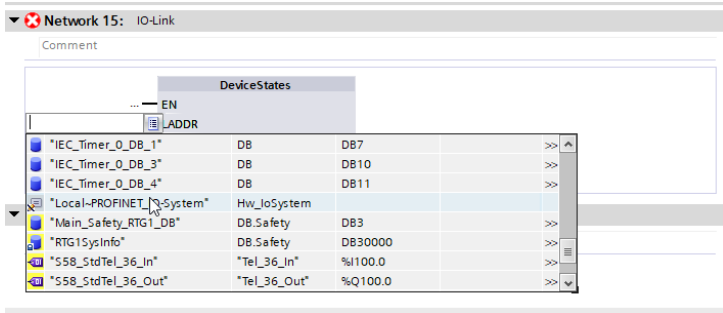 Network 15: IO-Link
Comment
DeviceStates
... EN
LADDR
"IEC_Timer_0_DB_1" DB DB7 >>
"IEC_Timer_0_DB_3" DB DB10 >>
"IEC_Timer_0_DB_4" DB DB11 >>
"Local~PROFINET_IO-System" Hw_IoSystem
"Main_Safety_RTG1_DB" DB.Safety DB3 >>
"RTG1SysInfo" DB.Safety DB30000 >>
"S58_StdTel_36_In" "Tel_36_In" %I100.0 >>
"S58_StdTel_36_Out" "Tel_36_Out" %Q100.0 >>